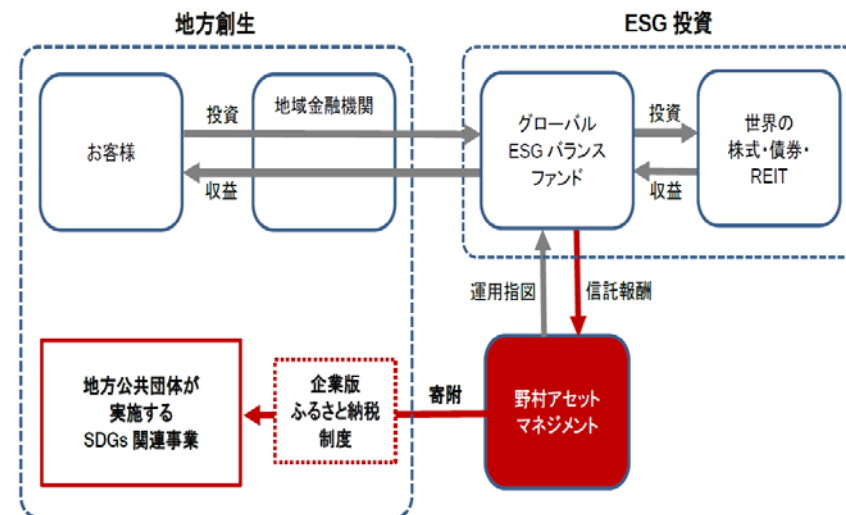 地方創生
ESG 投資
お客様
投資
収益
地域金融機関
グローバル
ESG バランス
ファンド
投資
収益
世界の
株式・債券・
REIT
運用指図
信託報酬
地方公共団体が
実施する
SDGs 関連事業
企業版
ふるさと納税
制度
寄附
野村アセット
マネジメント